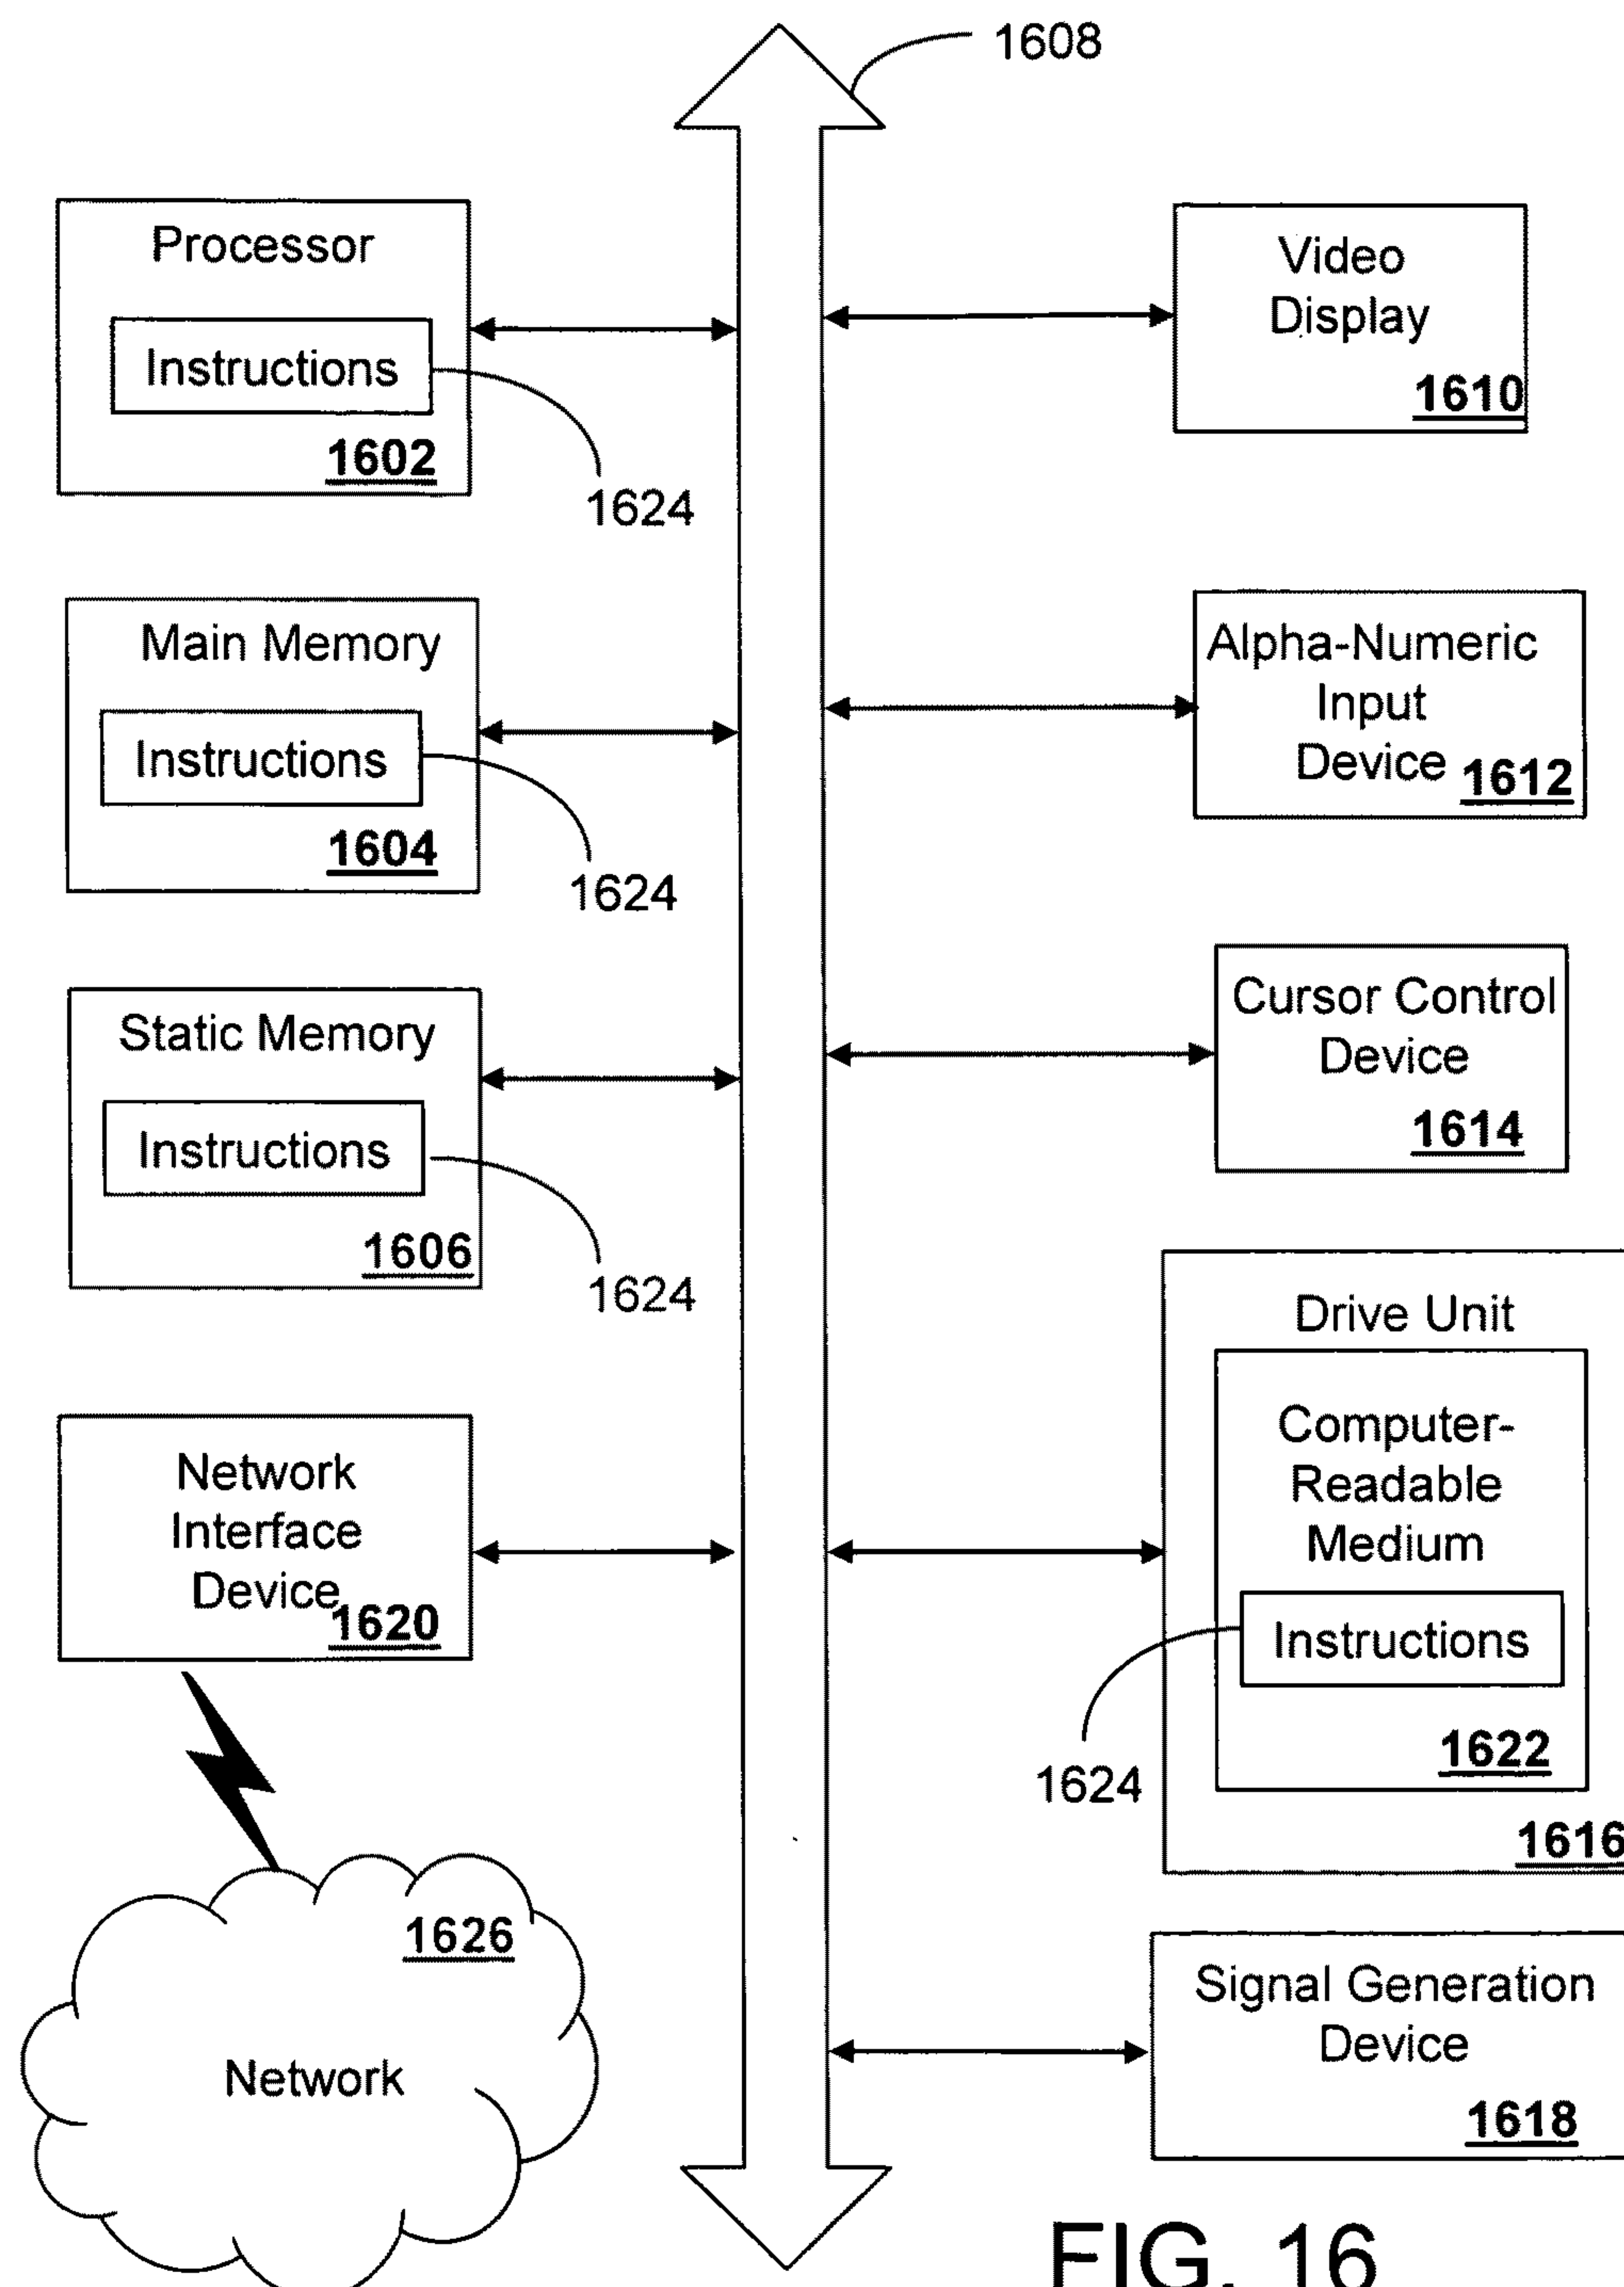 1608
Processor
Instructions
1602
1624
Main Memory
Instructions
1604
1624
Static Memory
Instructions
1606
1624
Network
Interface
Device
1620
1626
Network
Video
Display
1610
Alpha-Numeric
Input
Device
1612
Cursor Control
Device
1614
Drive Unit
Computer-
Readable
Medium
Instructions
1622
1624
1616
Signal Generation
Device
1618
FIG. 16